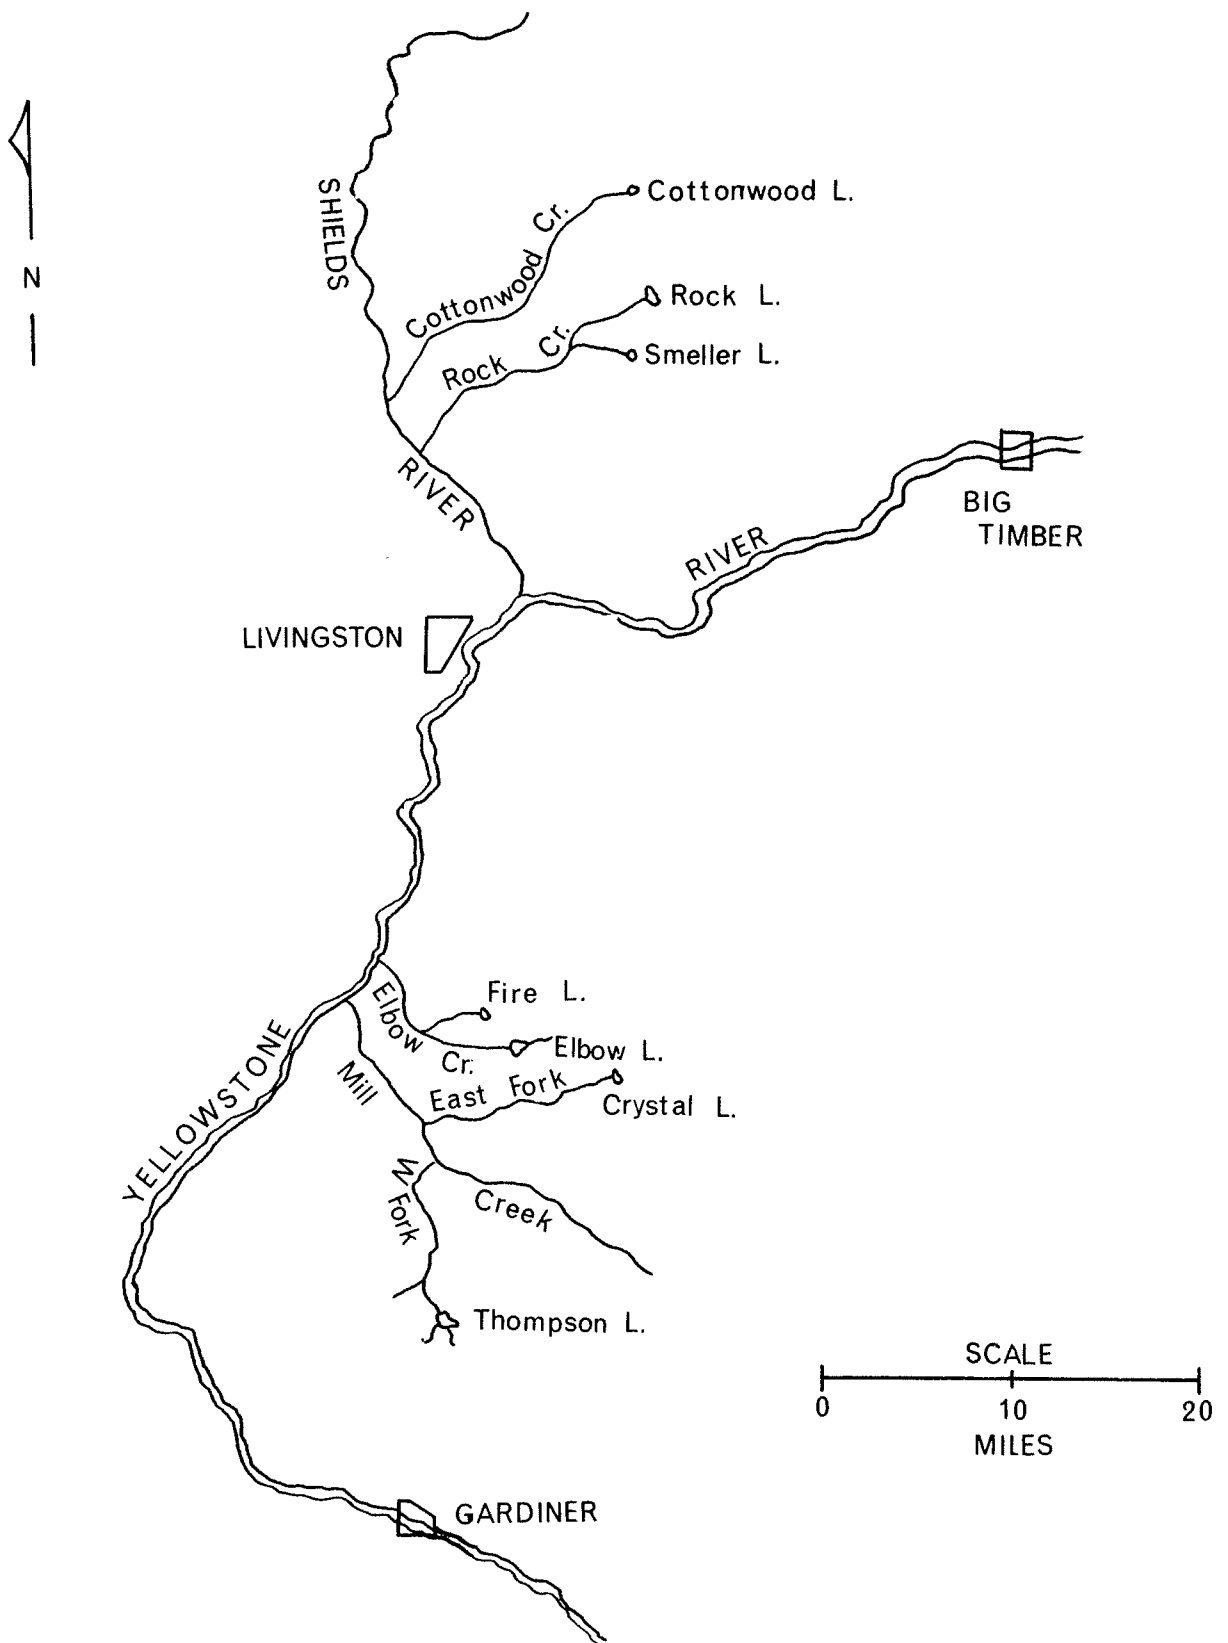 Cottonwood L.
SHIELDS
Cottonwood Cr.
N
Rock L.
Rock Cr.
Smeller L.
RIVER
BIG
TIMBER
RIVER
LIVINGSTON
Fire L.
Elbow Cr.
Elbow L.
YELLOWSTONE
Mill
East Fork
Crystal L.
W Fork
Creek
Thompson L.
SCALE
0 10 20
MILES
GARDINER